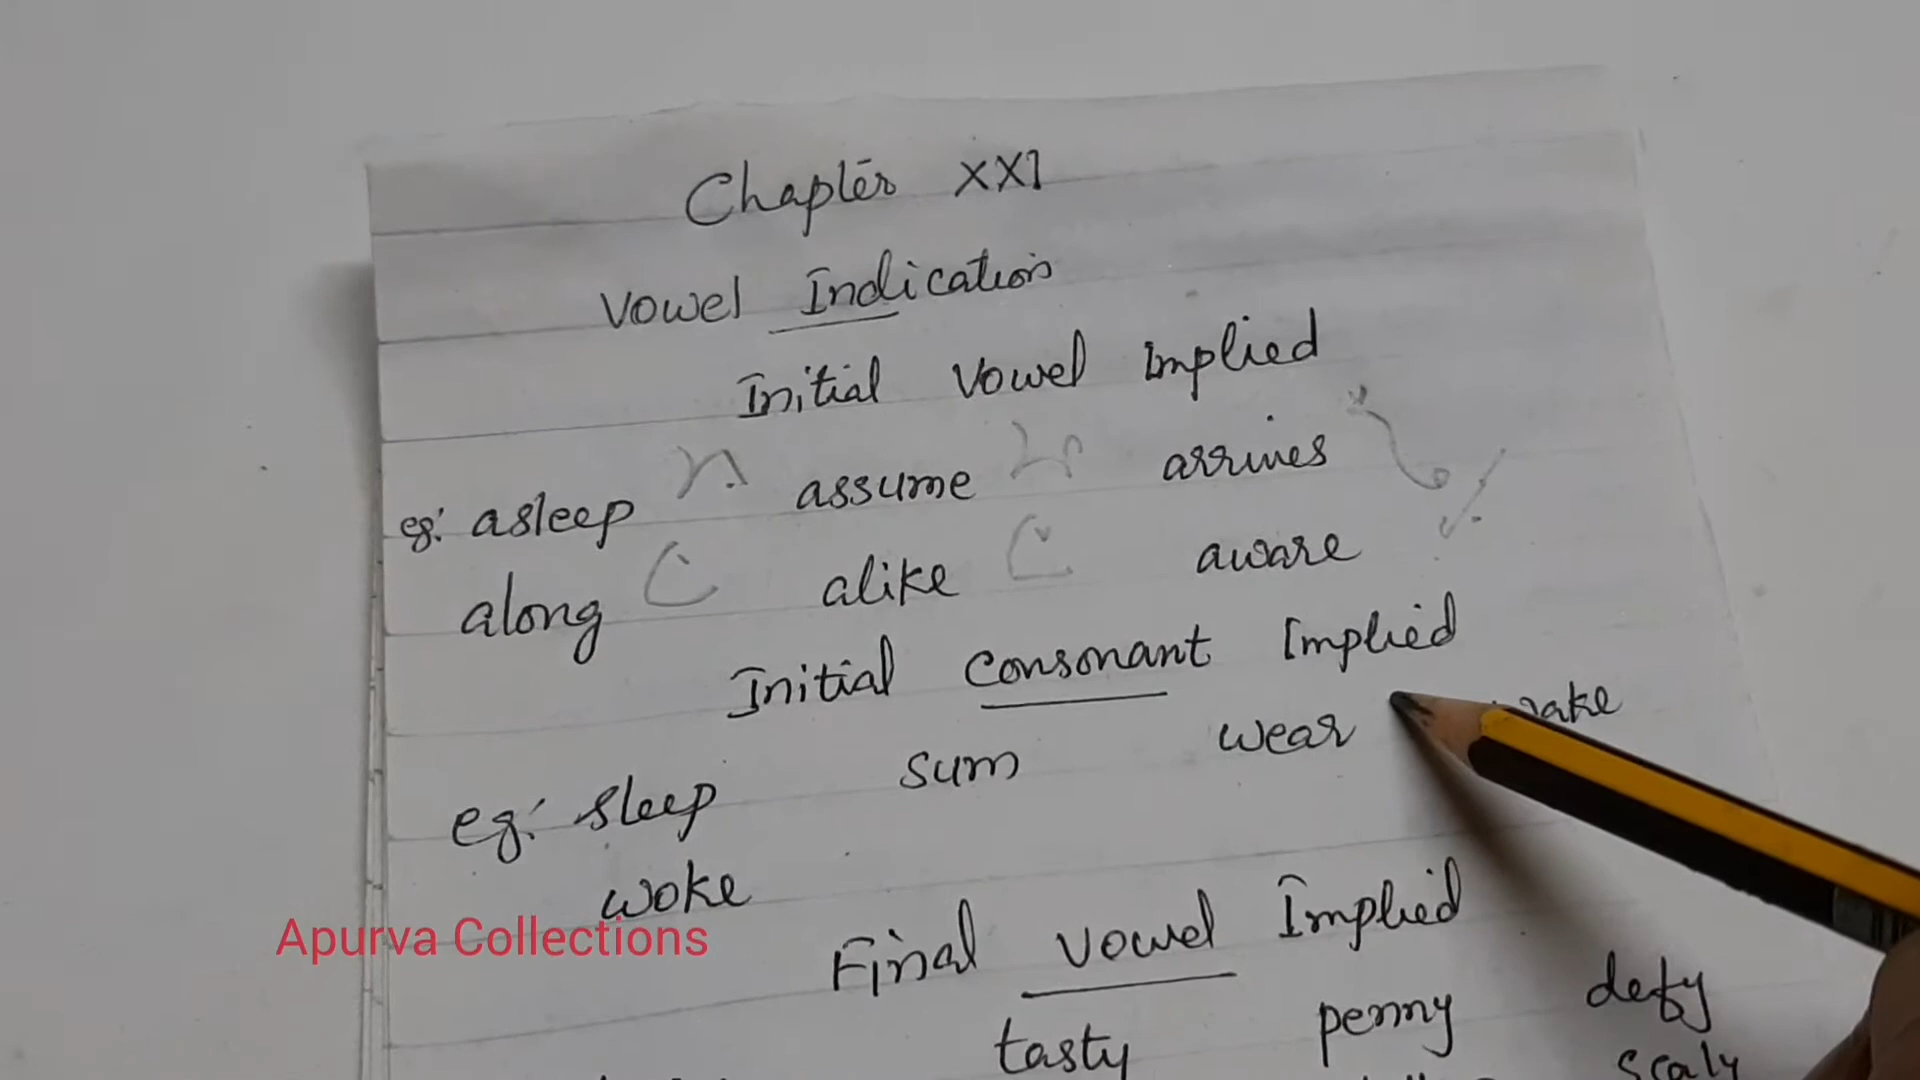 Chapter XXI
Vowel Indication
Initial Vowel Implied
eg: asleep assume arrives
along alike aware
Initial Consonant Implied
eg: sleep sum wear
woke
Apurva Collections
Final Vowel Implied
tasty penny defy
scaly